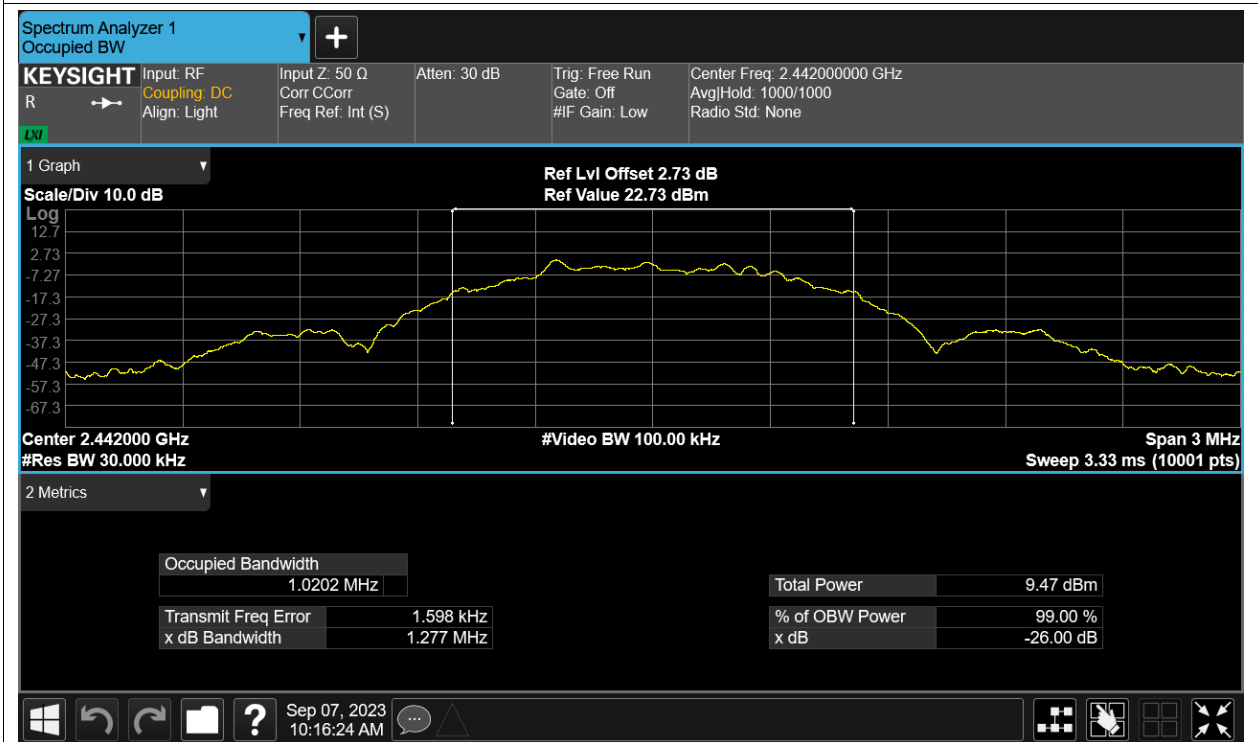 Spectrum Analyzer 1
Occupied BW
▼
+
KEYSIGHT
R
LXI
Input: RF
Coupling: DC
Align: Light
Input Z: 50 Ω
Corr CCorr
Freq Ref: Int (S)
Atten: 30 dB
Trig: Free Run
Gate: Off
#IF Gain: Low
Center Freq: 2.442000000 GHz
Avg|Hold: 1000/1000
Radio Std: None
1 Graph
Scale/Div 10.0 dB
Ref Lvl Offset 2.73 dB
Ref Value 22.73 dBm
Log
12.7
2.73
-7.27
-17.3
-27.3
-37.3
-47.3
-57.3
-67.3
Center 2.442000 GHz
#Res BW 30.000 kHz
#Video BW 100.00 kHz
Span 3 MHz
Sweep 3.33 ms (10001 pts)
2 Metrics
Occupied Bandwidth
1.0202 MHz
Transmit Freq Error 1.598 kHz
x dB Bandwidth 1.277 MHz
Total Power 9.47 dBm
% of OBW Power 99.00 %
x dB -26.00 dB
?
Sep 07, 2023
10:16:24 AM